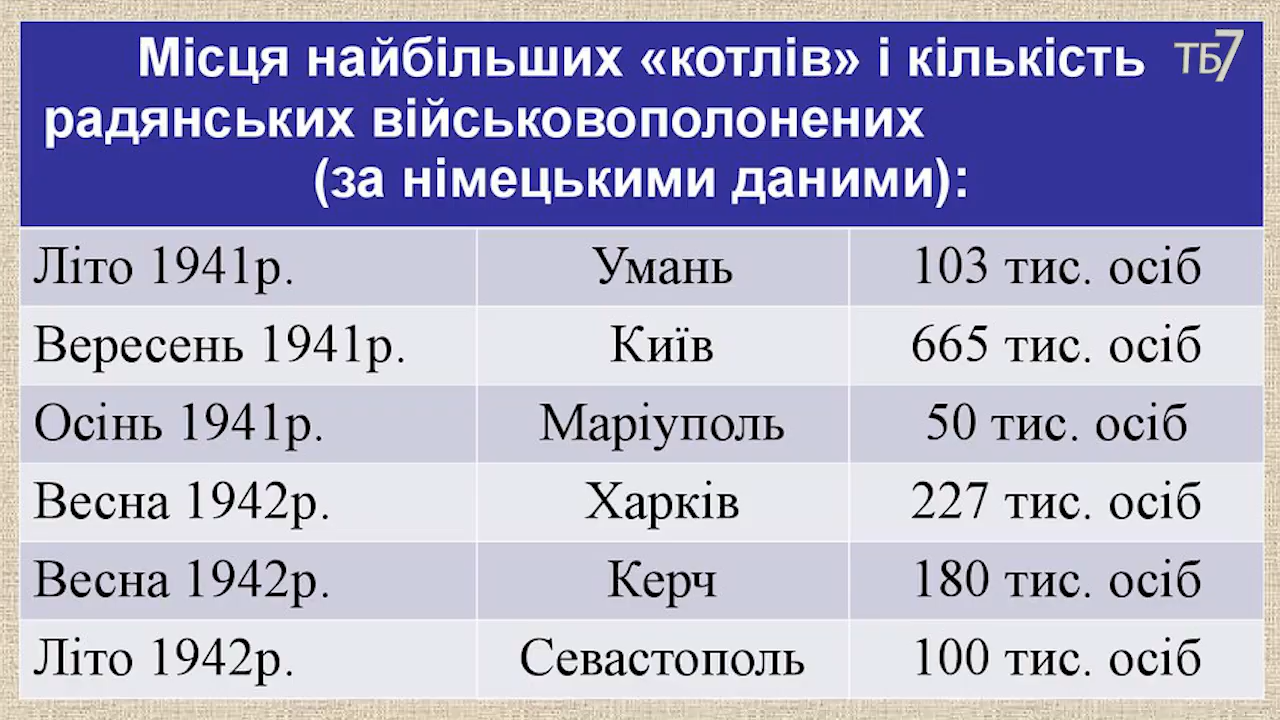 Місця найбільших «котлів» і кількість
радянських військовополонених
(за німецькими даними):
ТБ7
Літо 1941р. Умань 103 тис. осіб
Вересень 1941р. Київ 665 тис. осіб
Осінь 1941р. Маріуполь 50 тис. осіб
Весна 1942р. Харків 227 тис. осіб
Весна 1942р. Керч 180 тис. осіб
Літо 1942р. Севастополь 100 тис. осіб